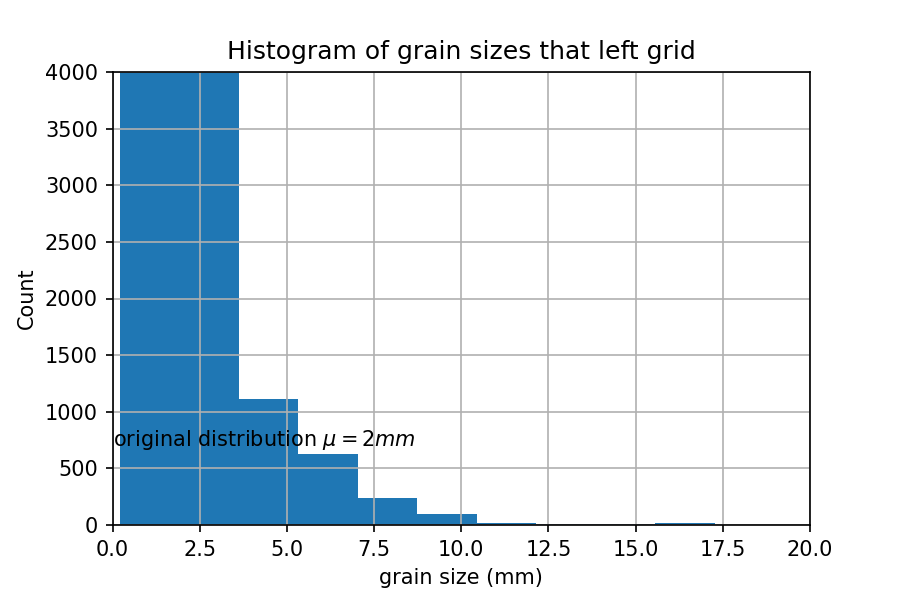 Histogram of grain sizes that left grid
4000
3500
3000
2500
2000
1500
1000
500
0
Count
original distribution μ = 2mm
0.0 2.5 5.0 7.5 10.0 12.5 15.0 17.5 20.0
grain size (mm)